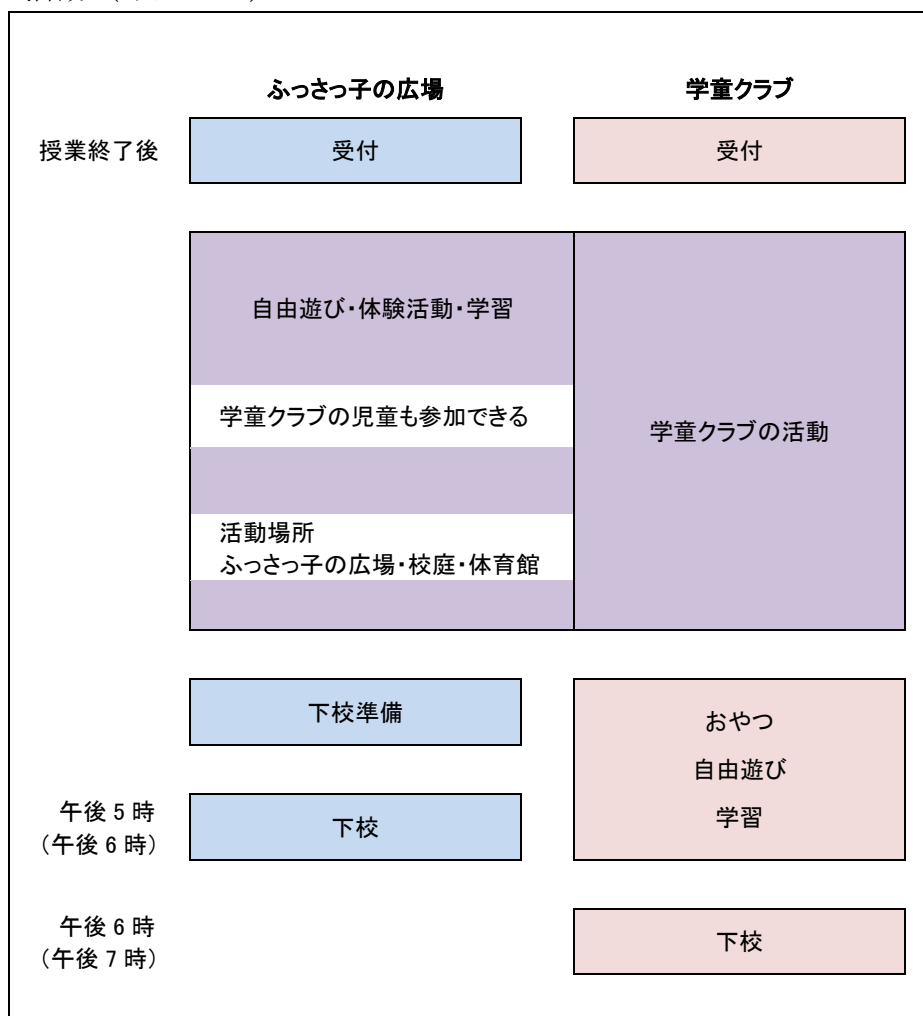 ふっさっ子の広場 学童クラブ
授業終了後 受付 受付
自由遊び・体験活動・学習
学童クラブの児童も参加できる
学童クラブの活動
活動場所
ふっさっ子の広場・校庭・体育館
下校準備
おやつ
自由遊び
学習
午後5時
(午後6時)
下校
午後6時
(午後7時)
下校